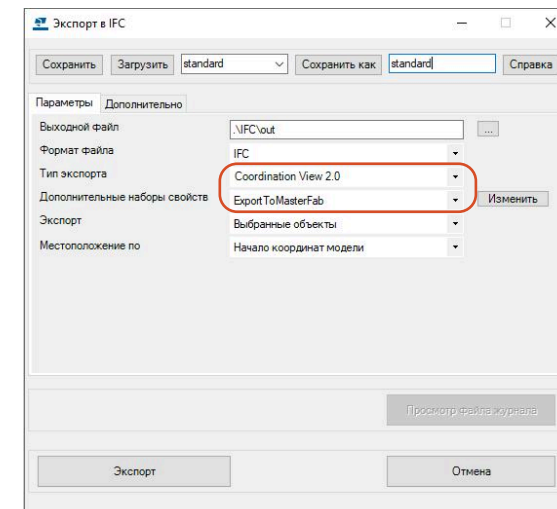 Экспорт в IFC
Сохранить Загрузить standard Сохранить как standard Справка
Параметры Дополнительно
Выходной файл .\IFC\out ...
Формат файла IFC
Тип экспорта Coordination View 2.0
Дополнительные наборы свойств ExportToMasterFab Изменить
Экспорт Выбранные объекты
Местоположение по Начало координат модели
Просмотр файла журнала
Экспорт Отмена